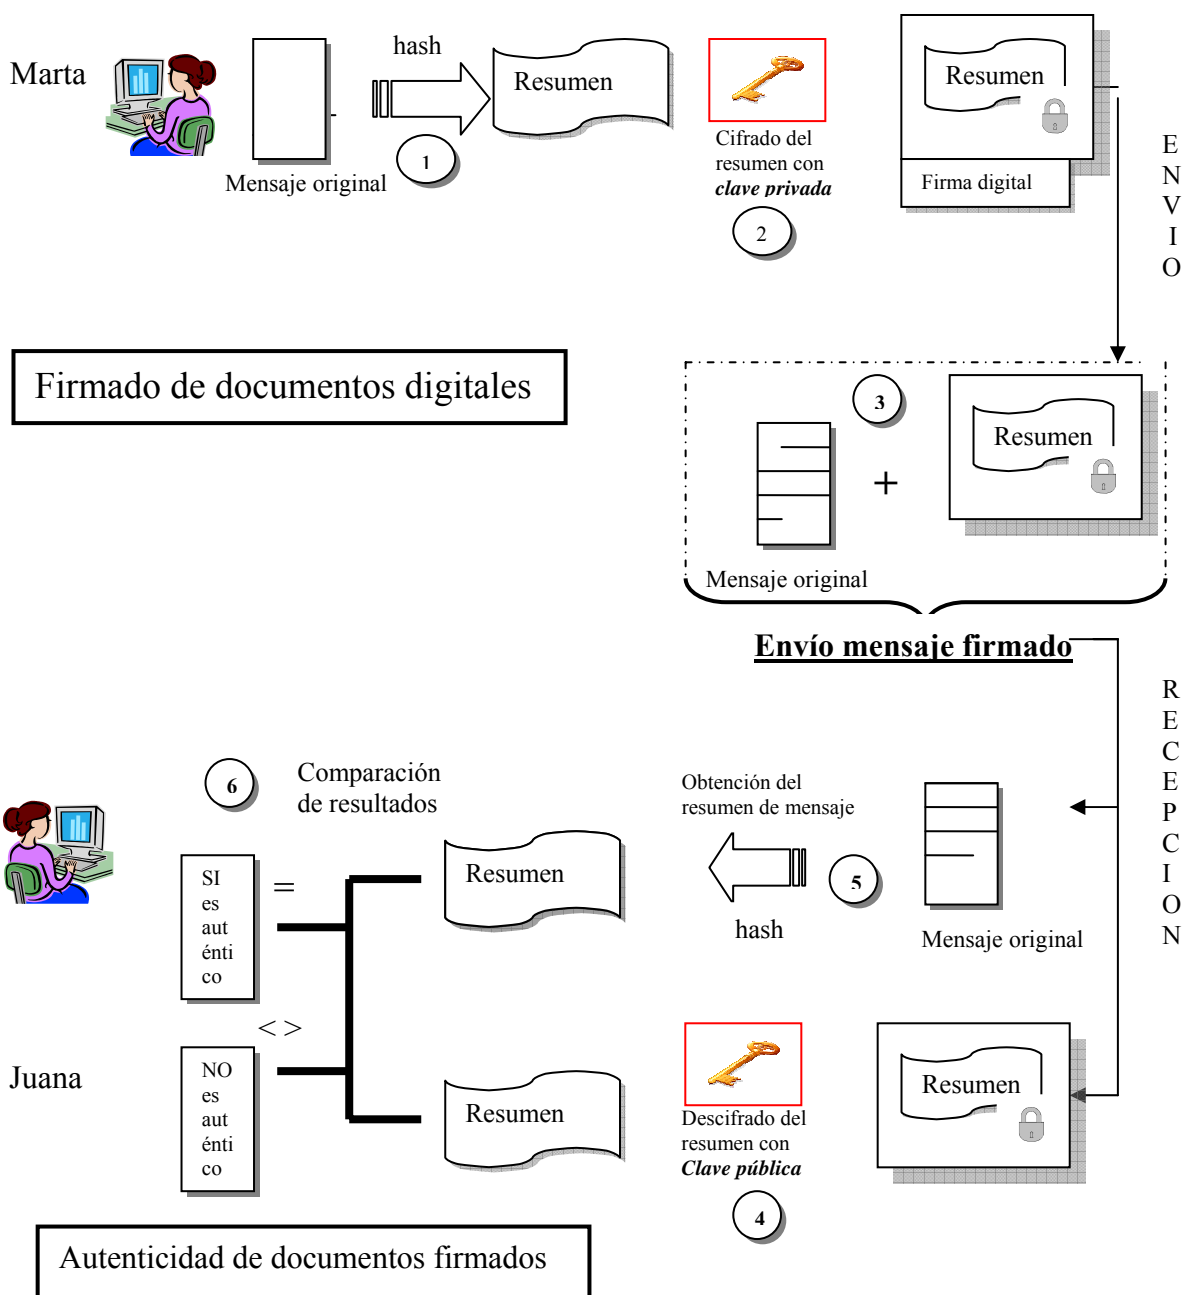 Marta
hash
Resumen
1
Mensaje original
Cifrado del
resumen con
clave privada
2
Resumen
Firma digital
E
N
V
I
O
Firmado de documentos digitales
3
Resumen
+
Mensaje original
Envío mensaje firmado
R
E
C
E
P
C
I
O
N
6
Comparación
de resultados
Obtención del
resumen de mensaje
SI
es
aut
énti
co
=
Resumen
5
hash
Mensaje original
< >
Juana
NO
es
aut
énti
co
Resumen
Descifrado del
resumen con
Clave pública
4
Resumen
Autenticidad de documentos firmados